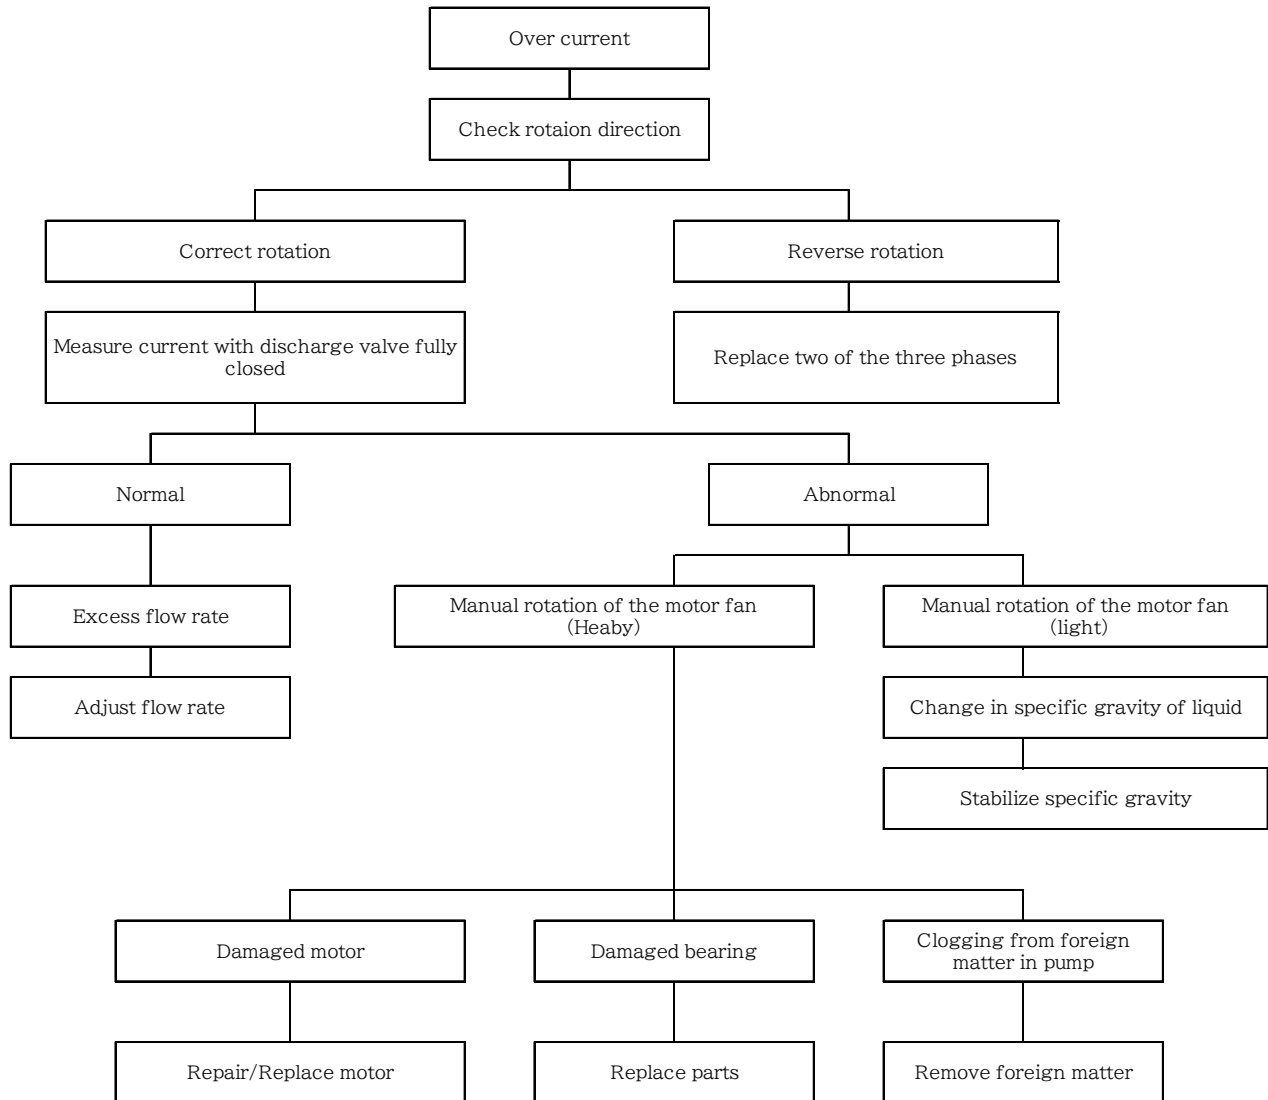 Over current
Check rotaion direction
Correct rotation
Reverse rotation
Measure current with discharge valve fully
closed
Replace two of the three phases
Normal
Abnormal
Excess flow rate
Manual rotation of the motor fan
(Heaby)
Manual rotation of the motor fan
(light)
Adjust flow rate
Change in specific gravity of liquid
Stabilize specific gravity
Damaged motor
Damaged bearing
Clogging from foreign
matter in pump
Repair/Replace motor
Replace parts
Remove foreign matter